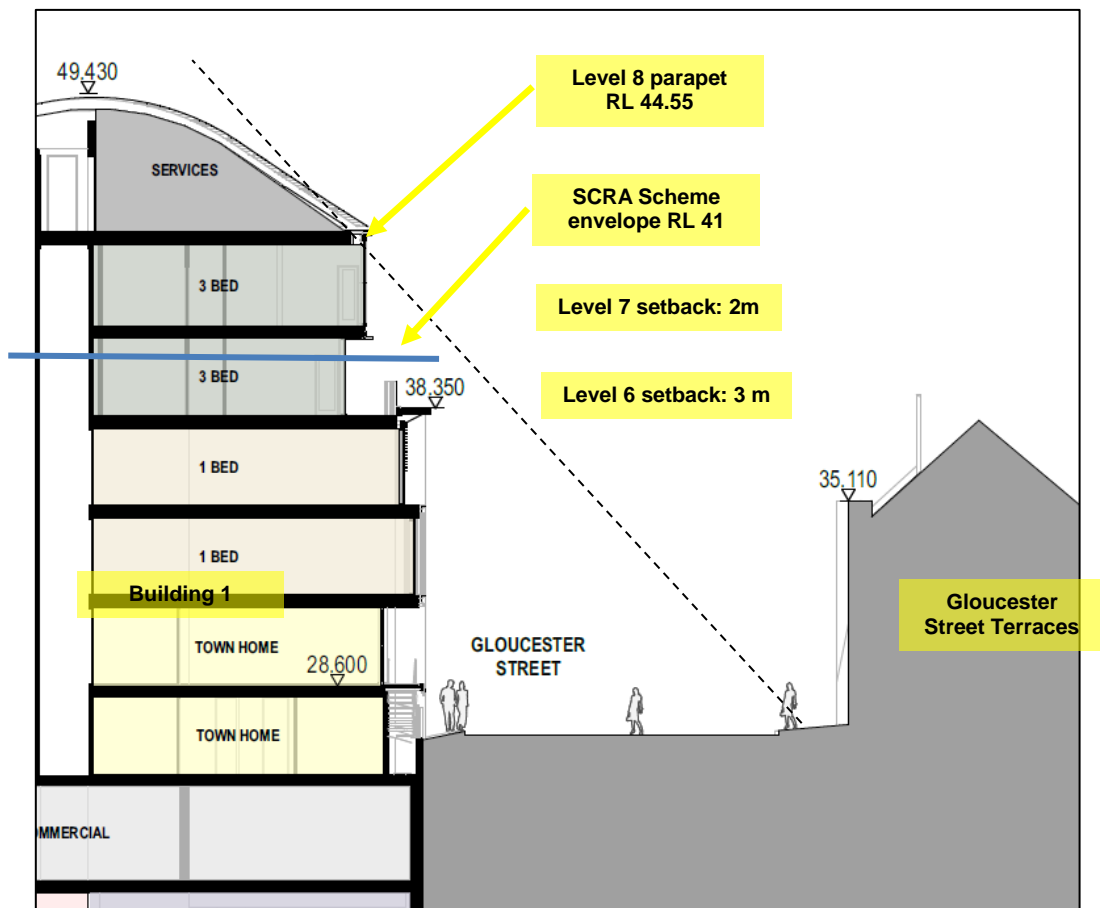 49.430
Level 8 parapet
RL 44.55
SERVICES
SCRA Scheme
envelope RL 41
3 BED
Level 7 setback: 2m
3 BED
38.350
Level 6 setback: 3 m
1 BED
35.110
1 BED
Building 1
Gloucester
Street Terraces
TOWN HOME
GLOUCESTER
STREET
28.600
TOWN HOME
OMMERCIAL